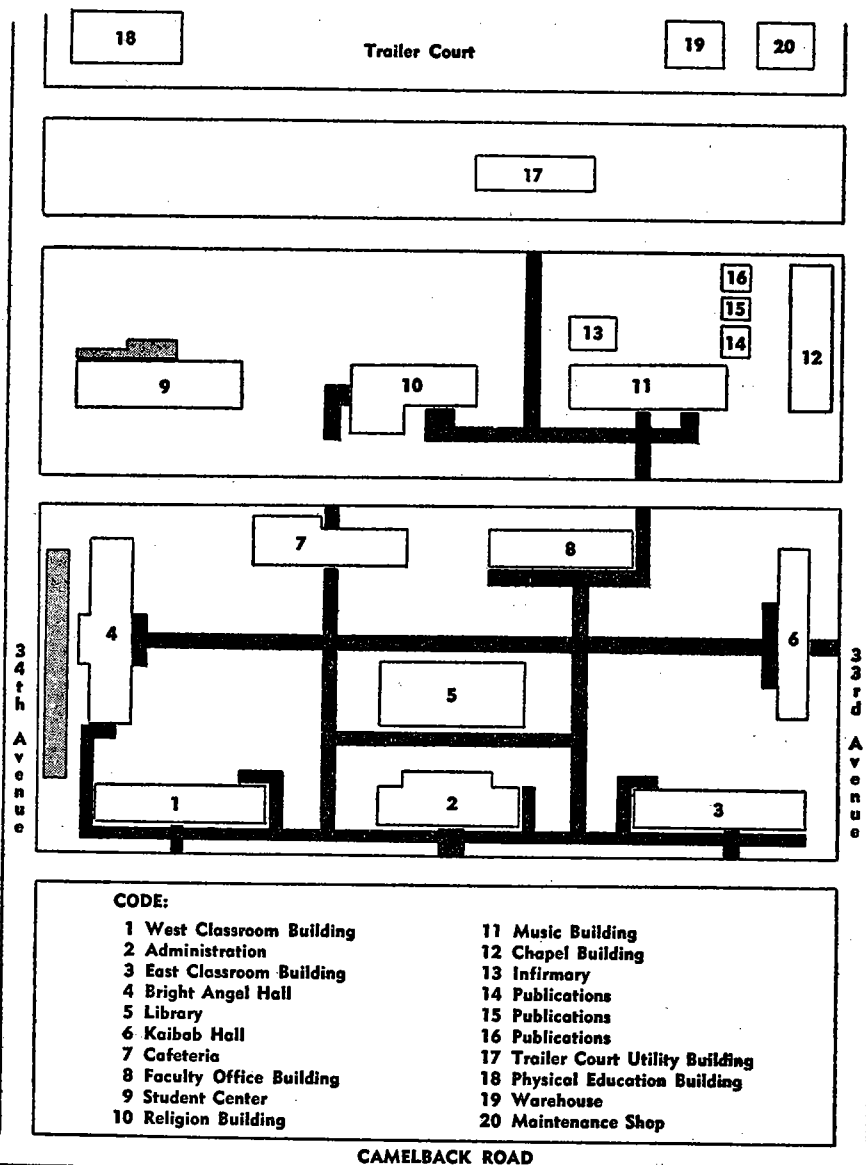 18
Trailer Court
19
20
17
16
15
13
14
12
9
10
11
7
8
4
6
34th Avenue
33rd Avenue
5
1
2
3
CODE:
1 West Classroom Building
2 Administration
3 East Classroom Building
4 Bright Angel Hall
5 Library
6 Kaibab Hall
7 Cafeteria
8 Faculty Office Building
9 Student Center
10 Religion Building
11 Music Building
12 Chapel Building
13 Infirmary
14 Publications
15 Publications
16 Publications
17 Trailer Court Utility Building
18 Physical Education Building
19 Warehouse
20 Maintenance Shop
CAMELBACK ROAD